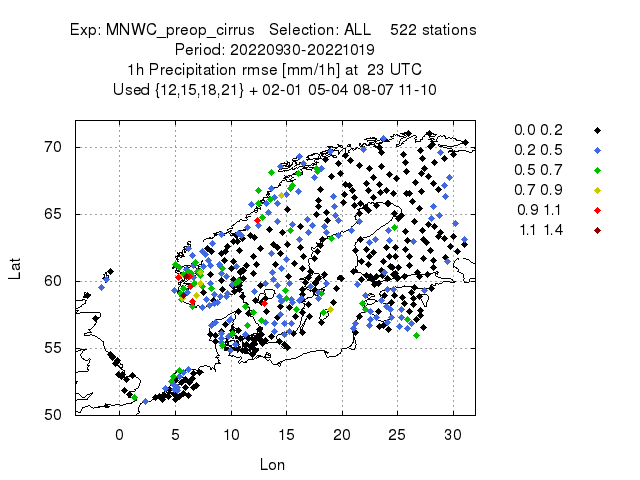 Exp: MNWC_preop_cirrus   Selection: ALL    522 stations
Period: 20220930-20221019
1h Precipitation rmse [mm/1h] at  23 UTC
Used {12,15,18,21} + 02-01 05-04 08-07 11-10
0.0 0.2
0.2 0.5
0.5 0.7
0.7 0.9
0.9 1.1
1.1 1.4
70
65
60
55
50
Lat
0 5 10 15 20 25 30
Lon